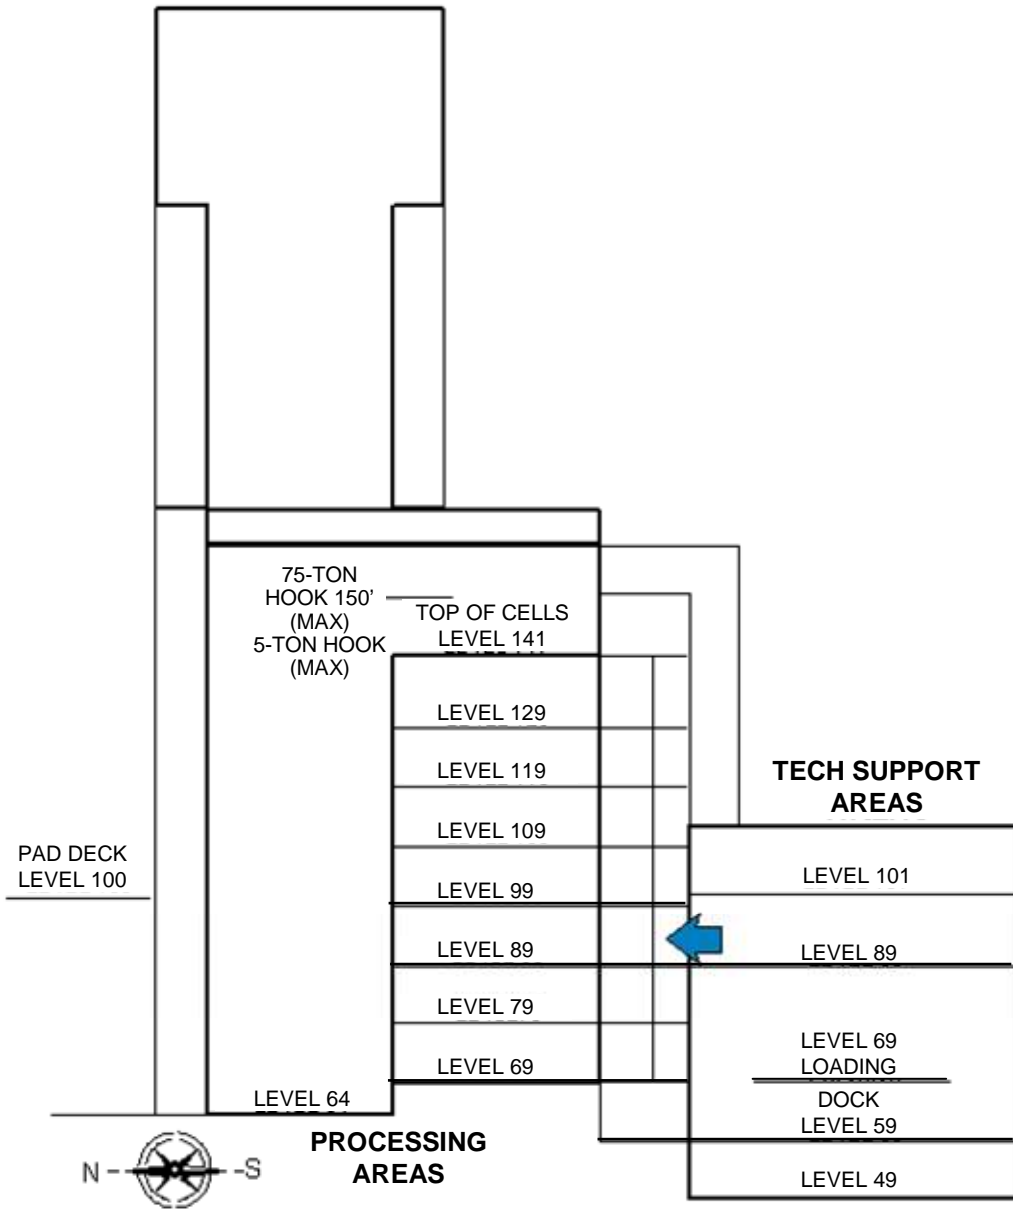 75-TON
HOOK 150’
(MAX)
5-TON HOOK
(MAX)
TOP OF CELLS
LEVEL 141
LEVEL 129
LEVEL 119
LEVEL 109
LEVEL 99
LEVEL 89
LEVEL 79
LEVEL 69
PAD DECK
LEVEL 100
TECH SUPPORT
AREAS
LEVEL 101
LEVEL 89
LEVEL 69
LOADING
DOCK
LEVEL 59
LEVEL 49
LEVEL 64
PROCESSING
AREAS
N
S